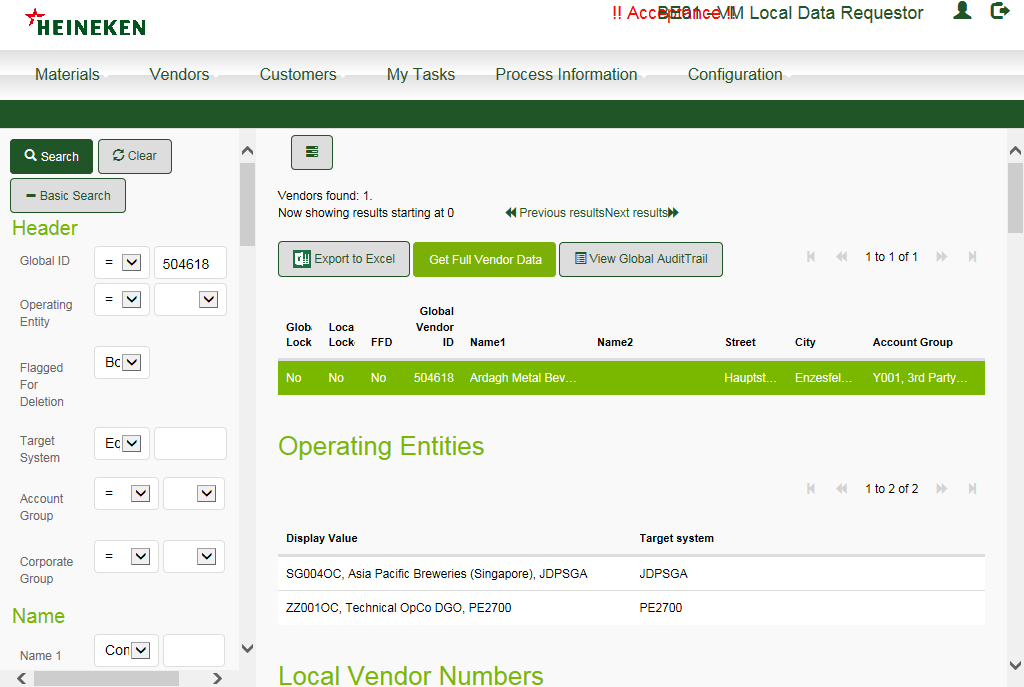 HEINEKEN
!! Acceptance !!
BE01 - VM Local Data Requestor
Materials Vendors Customers My Tasks Process Information Configuration
Search Clear
Basic Search
Header
Global ID = 504618
Operating Entity =
Flagged For Deletion Bo
Target System Ec
Account Group =
Corporate Group =
Name
Name 1 Con
Vendors found: 1.
Now showing results starting at 0 Previous resultsNext results
Export to Excel Get Full Vendor Data View Global AuditTrail 1 to 1 of 1
Glob Lock Loca Lock FFD Global Vendor ID Name1 Name2 Street City Account Group
No No No 504618 Ardagh Metal Bev... Hauptst... Enzesfel... Y001, 3rd Party...
Operating Entities
1 to 2 of 2
Display Value Target system
SG004OC, Asia Pacific Breweries (Singapore), JDPSGA JDPSGA
ZZ001OC, Technical OpCo DGO, PE2700 PE2700
Local Vendor Numbers